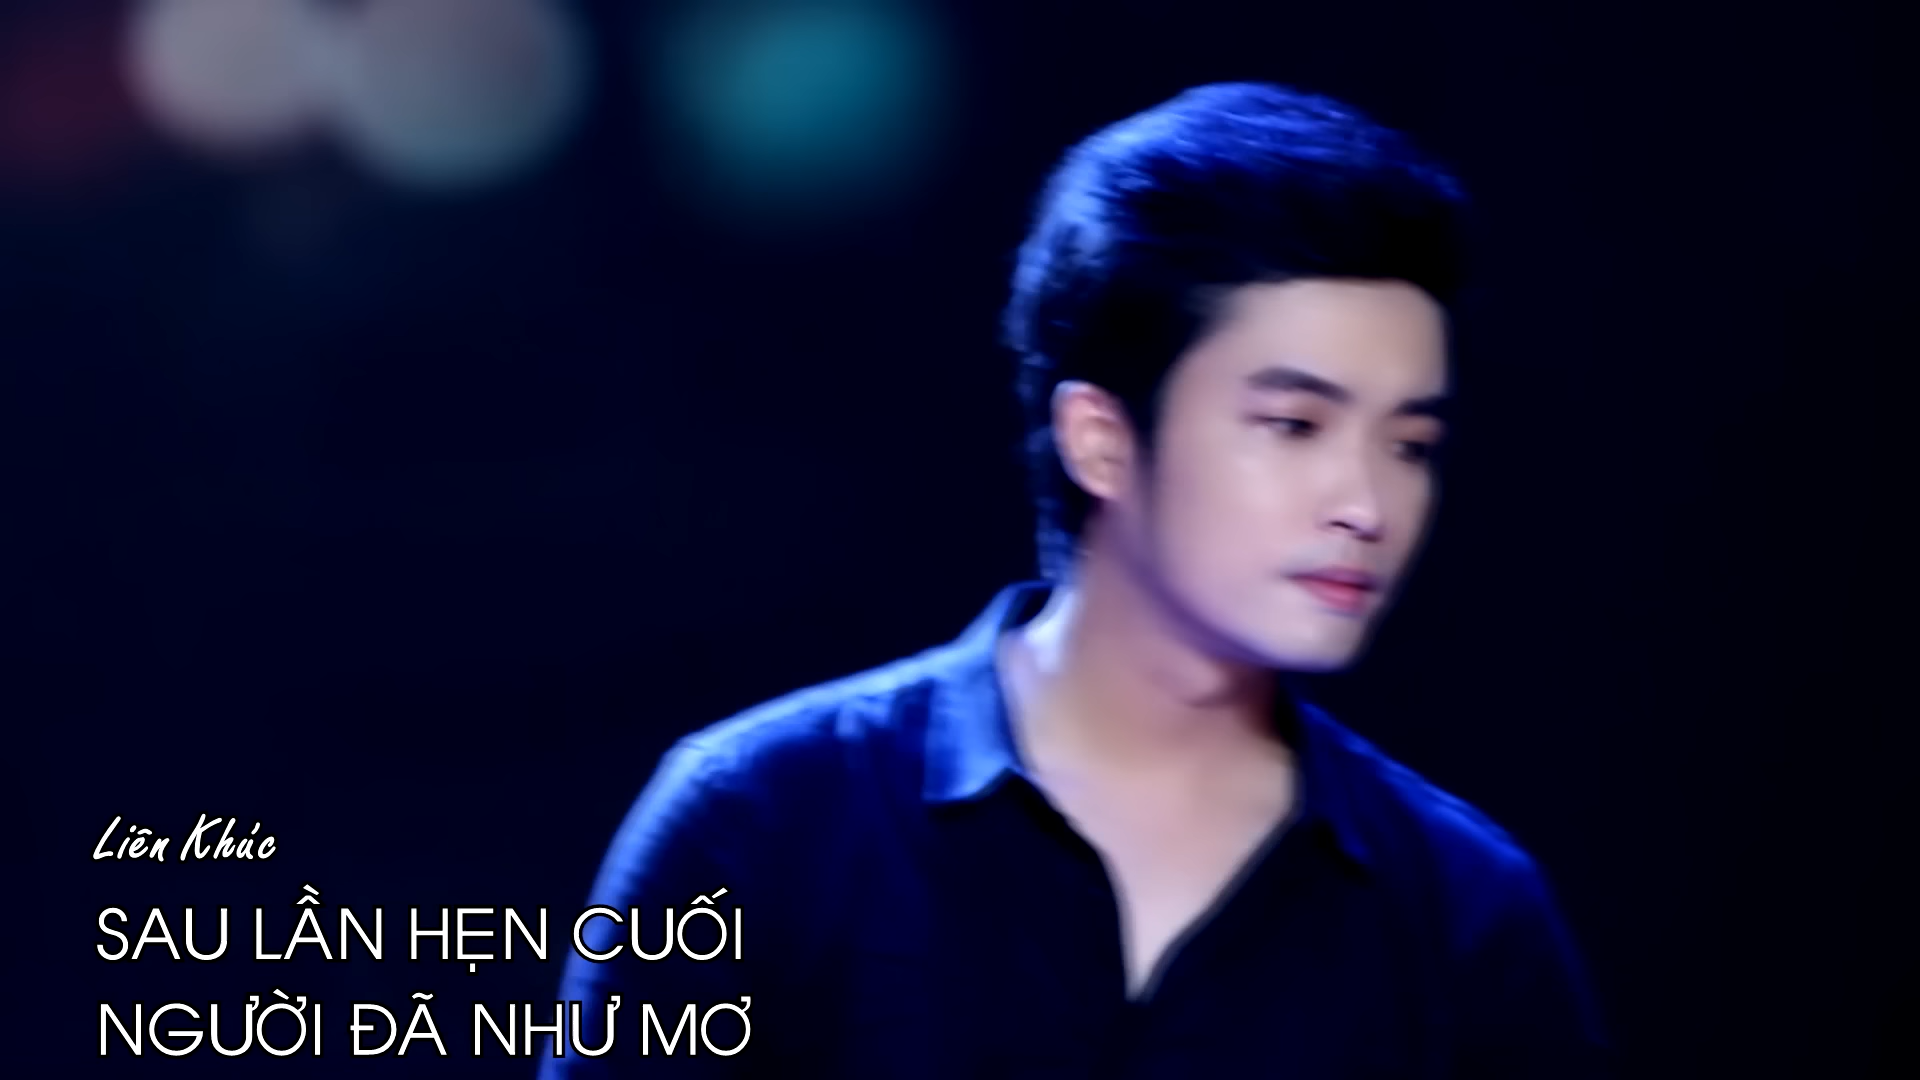 Liên Khúc
SAU LẦN HẸN CUỐI
NGƯỜI ĐÃ NHƯ MƠ